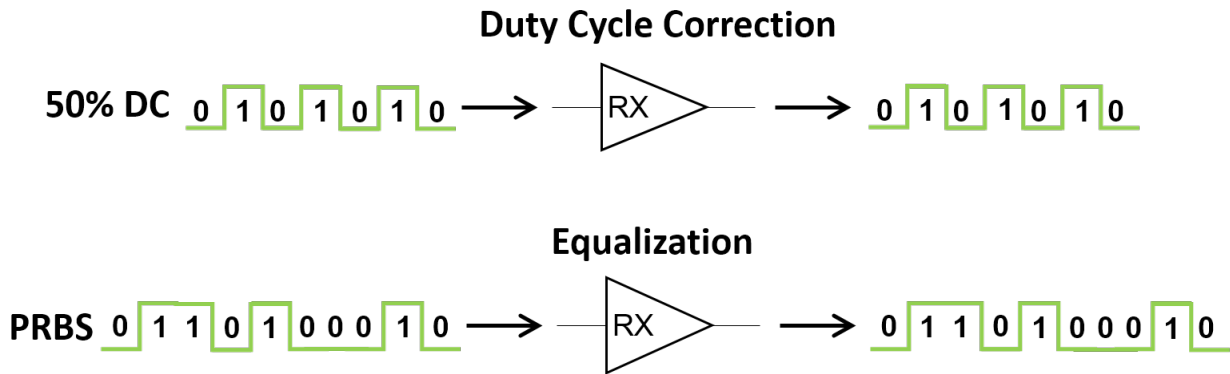 Duty Cycle Correction
50% DC 0 1 0 1 0 1 0 RX 0 1 0 1 0 1 0
Equalization
PRBS 0 1 1 0 1 0 0 0 1 0 RX 0 1 1 0 1 0 0 0 1 0